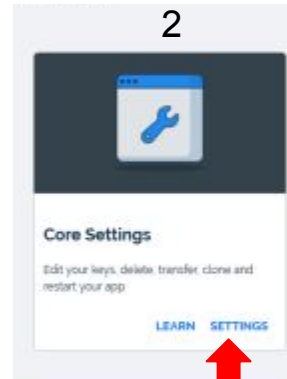 2
Core Settings
Edit your keys, delete, transfer, clone and
restart your app
LEARN SETTINGS